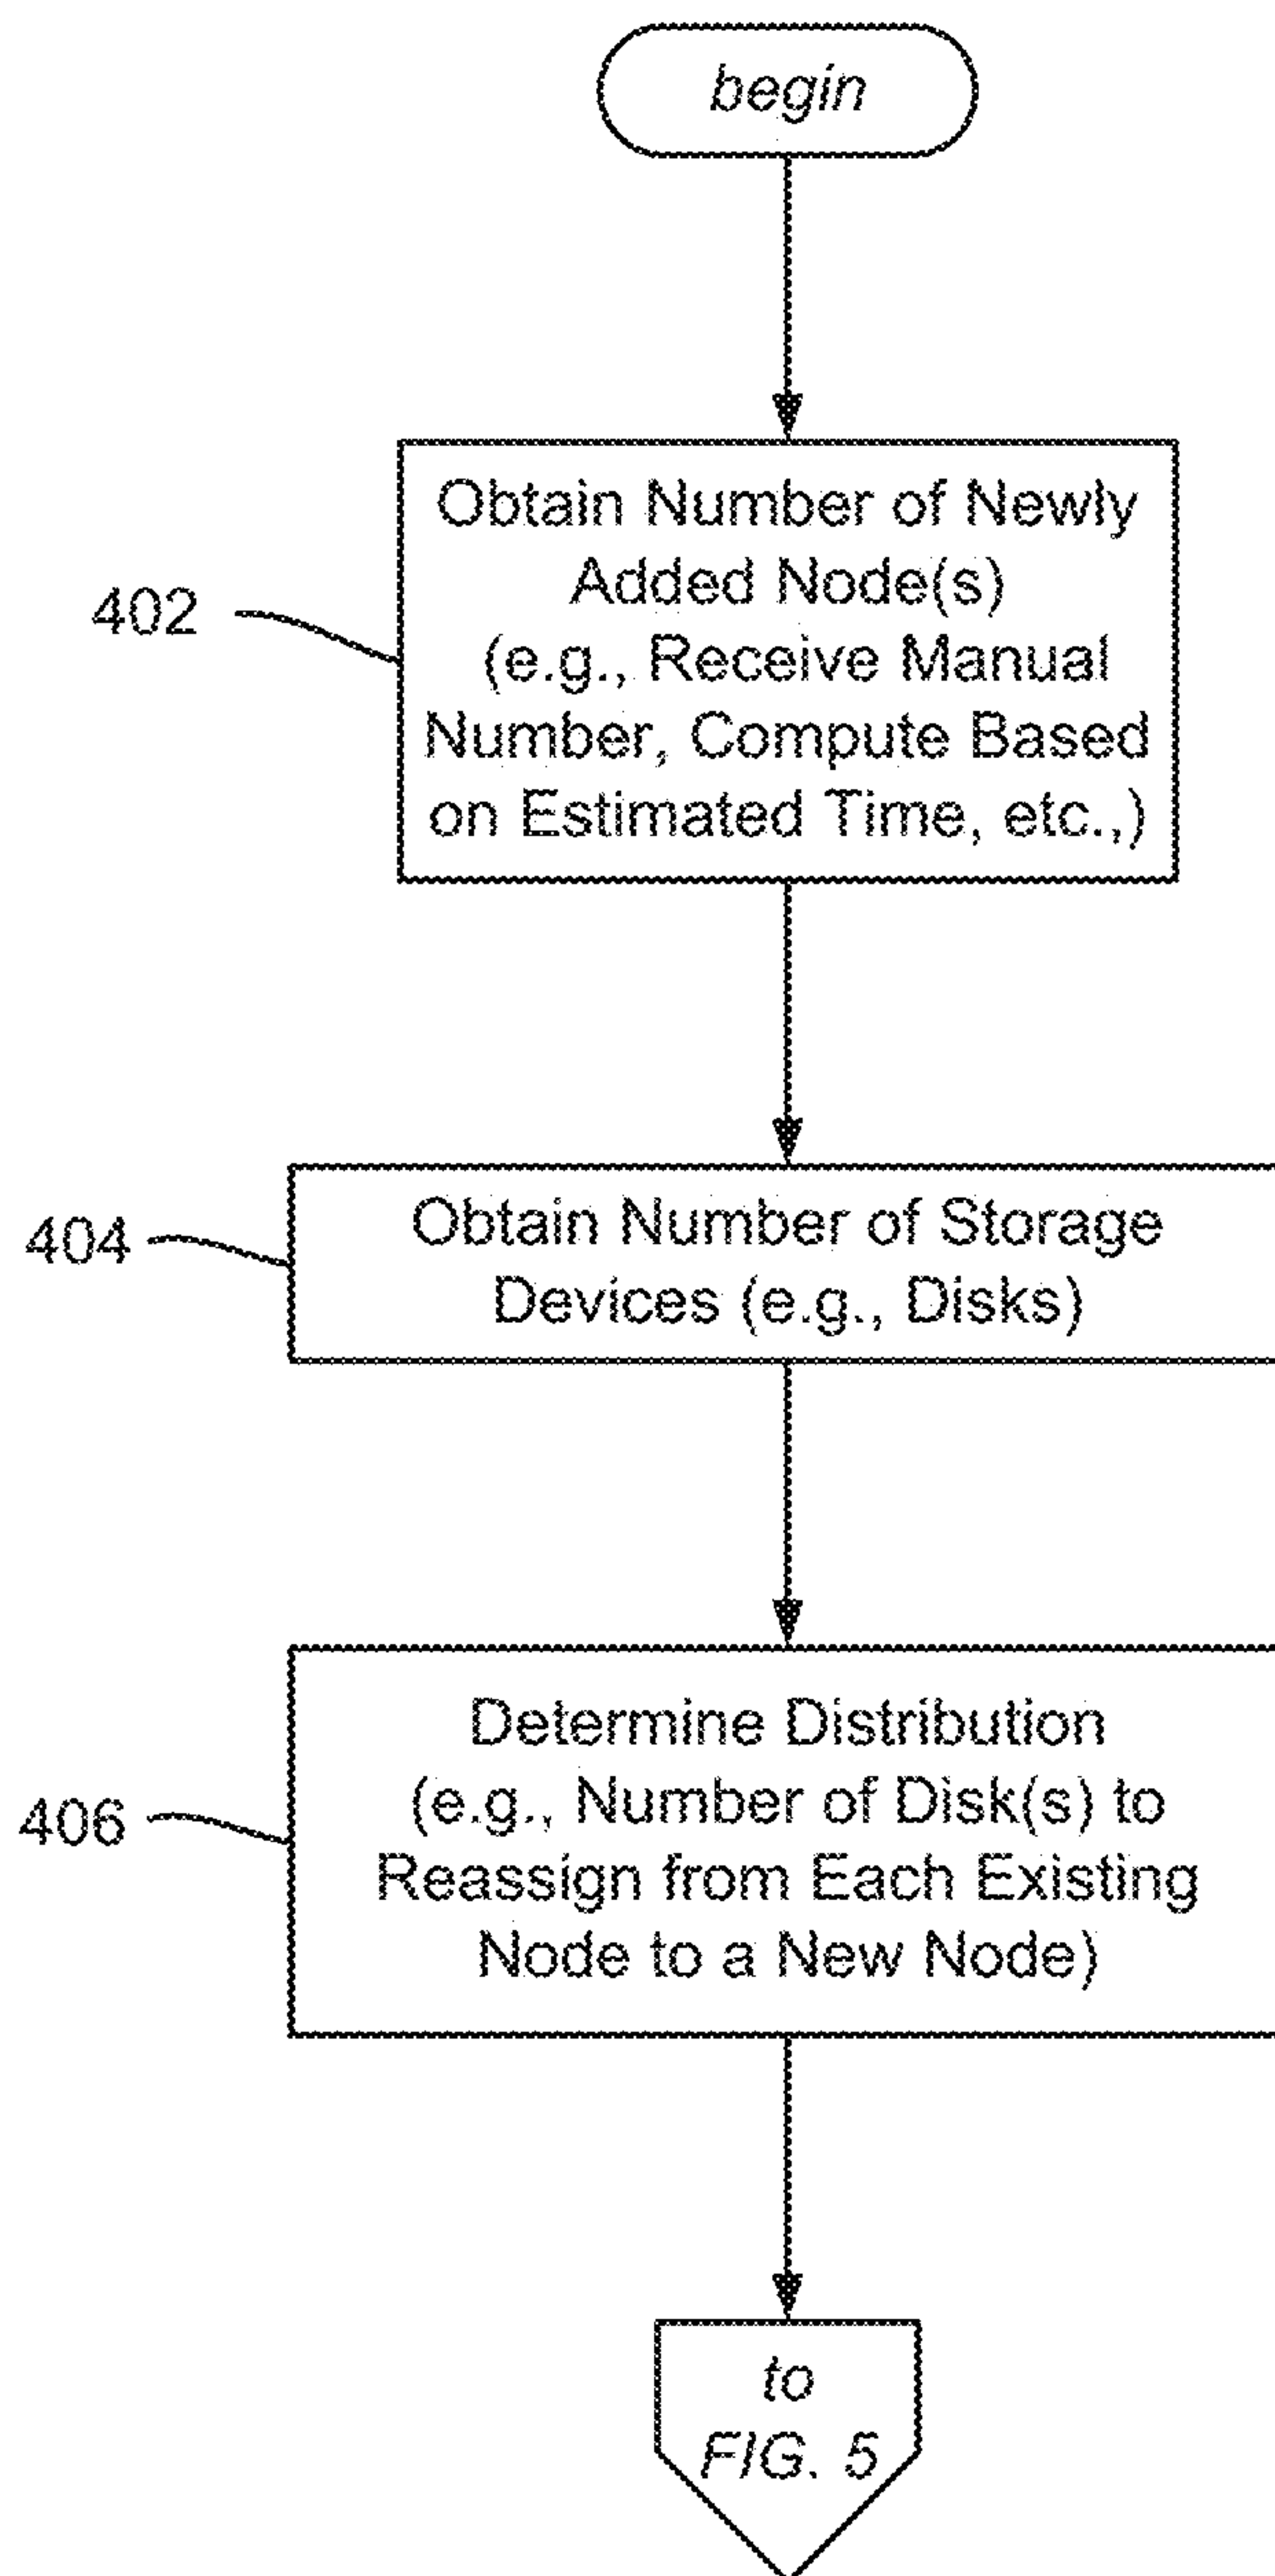 begin
402
Obtain Number of Newly
Added Node(s)
(e.g., Receive Manual
Number, Compute Based
on Estimated Time, etc.,)
404
Obtain Number of Storage
Devices (e.g., Disks)
406
Determine Distribution
(e.g., Number of Disk(s) to
Reassign from Each Existing
Node to a New Node)
to
FIG. 5